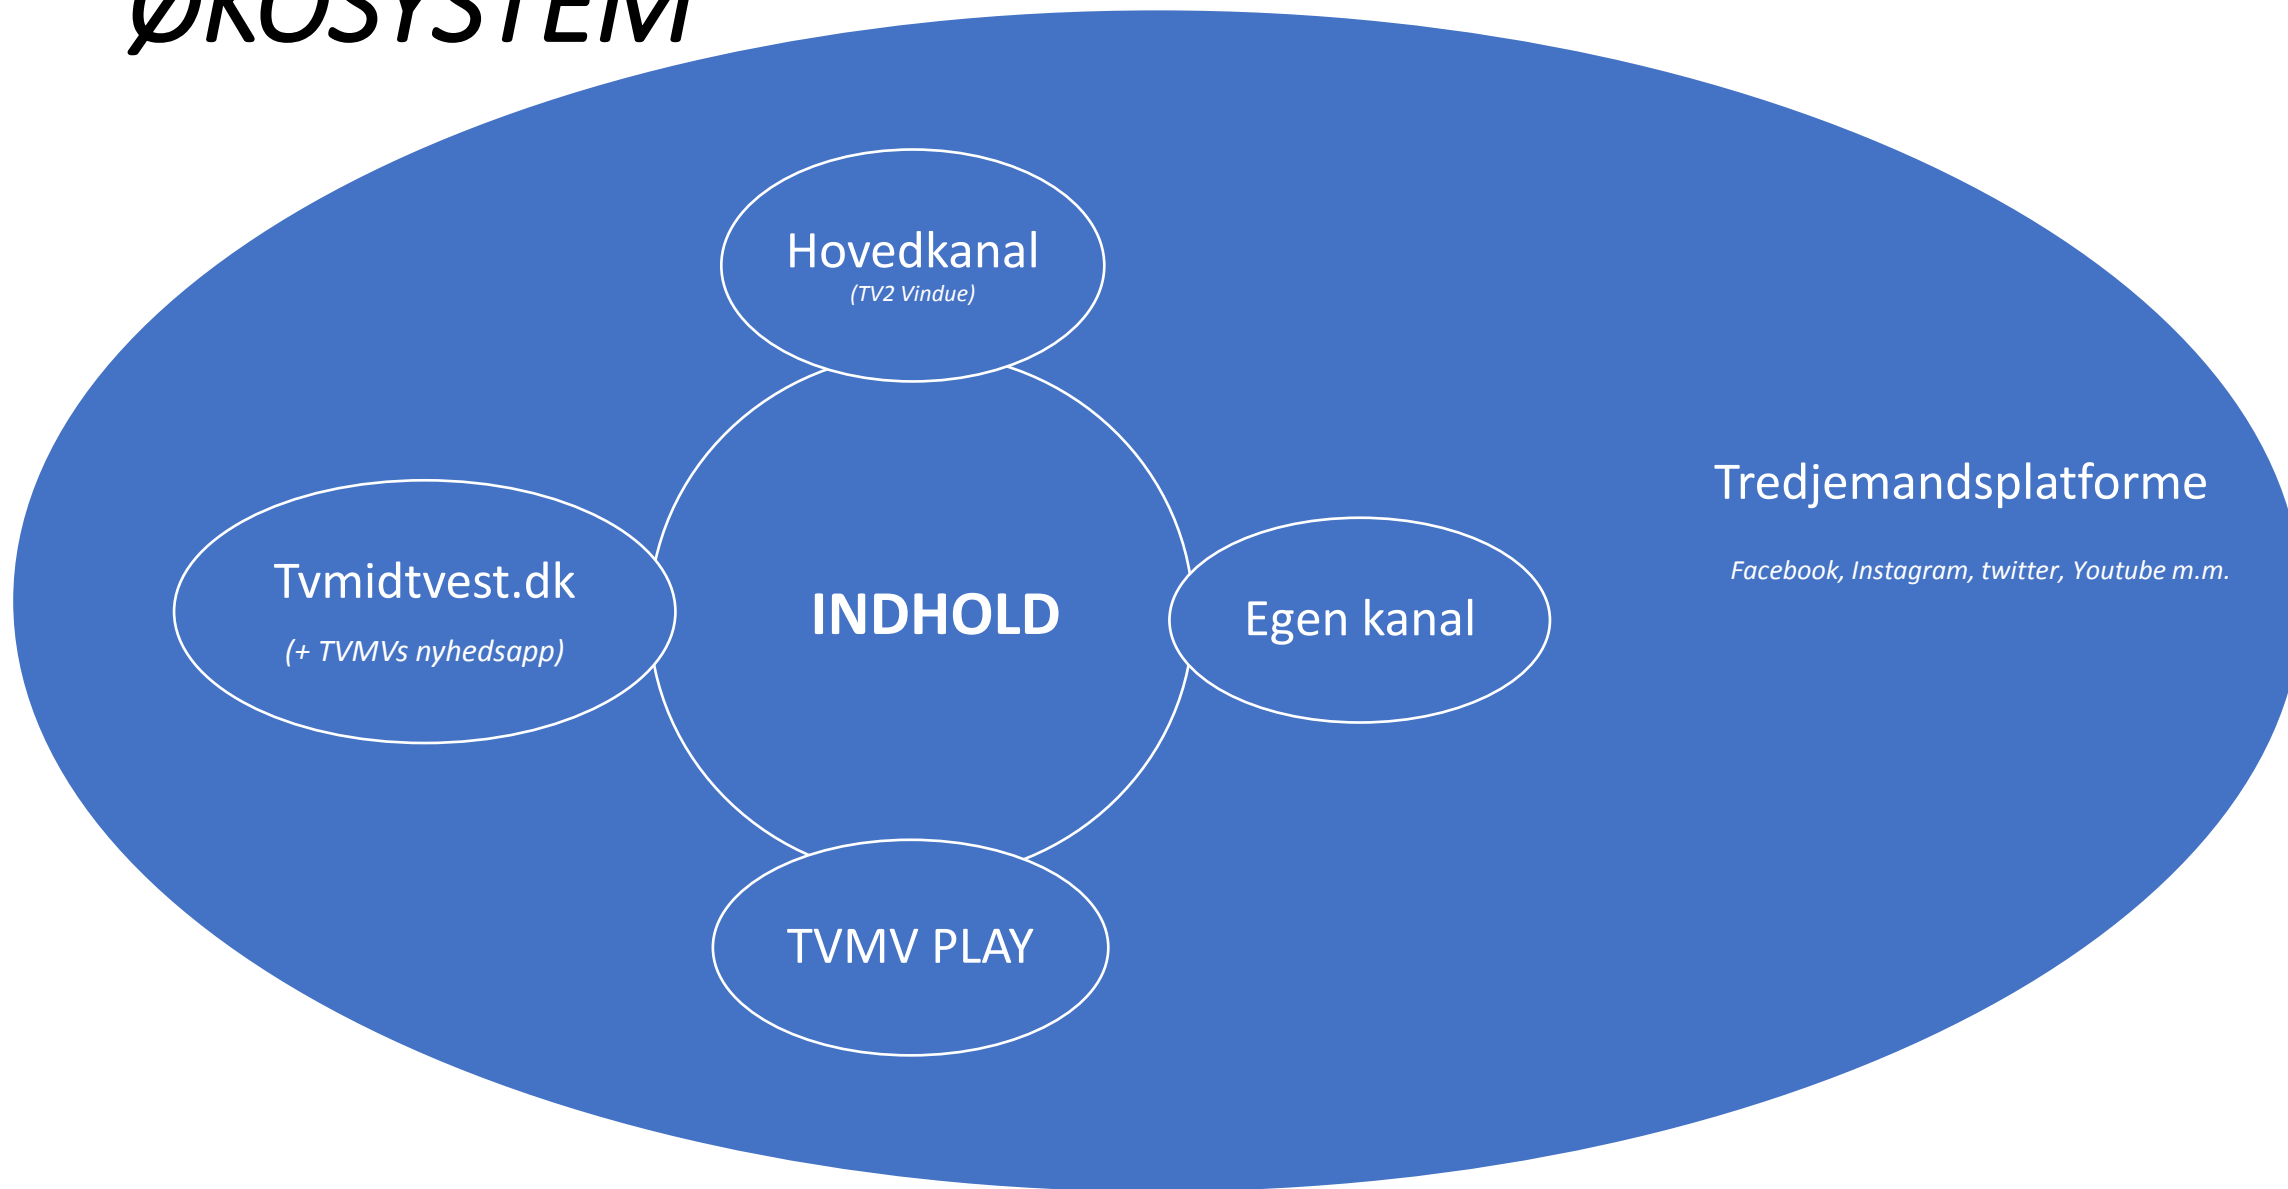 ØKOSYSTEM
Hovedkanal
(TV2 Vindue)
Tredjemandsplatforme
Facebook, Instagram, twitter, Youtube m.m.
Tvmidtvest.dk
(+ TVMVs nyhedsapp)
INDHOLD
Egen kanal
TVMV PLAY